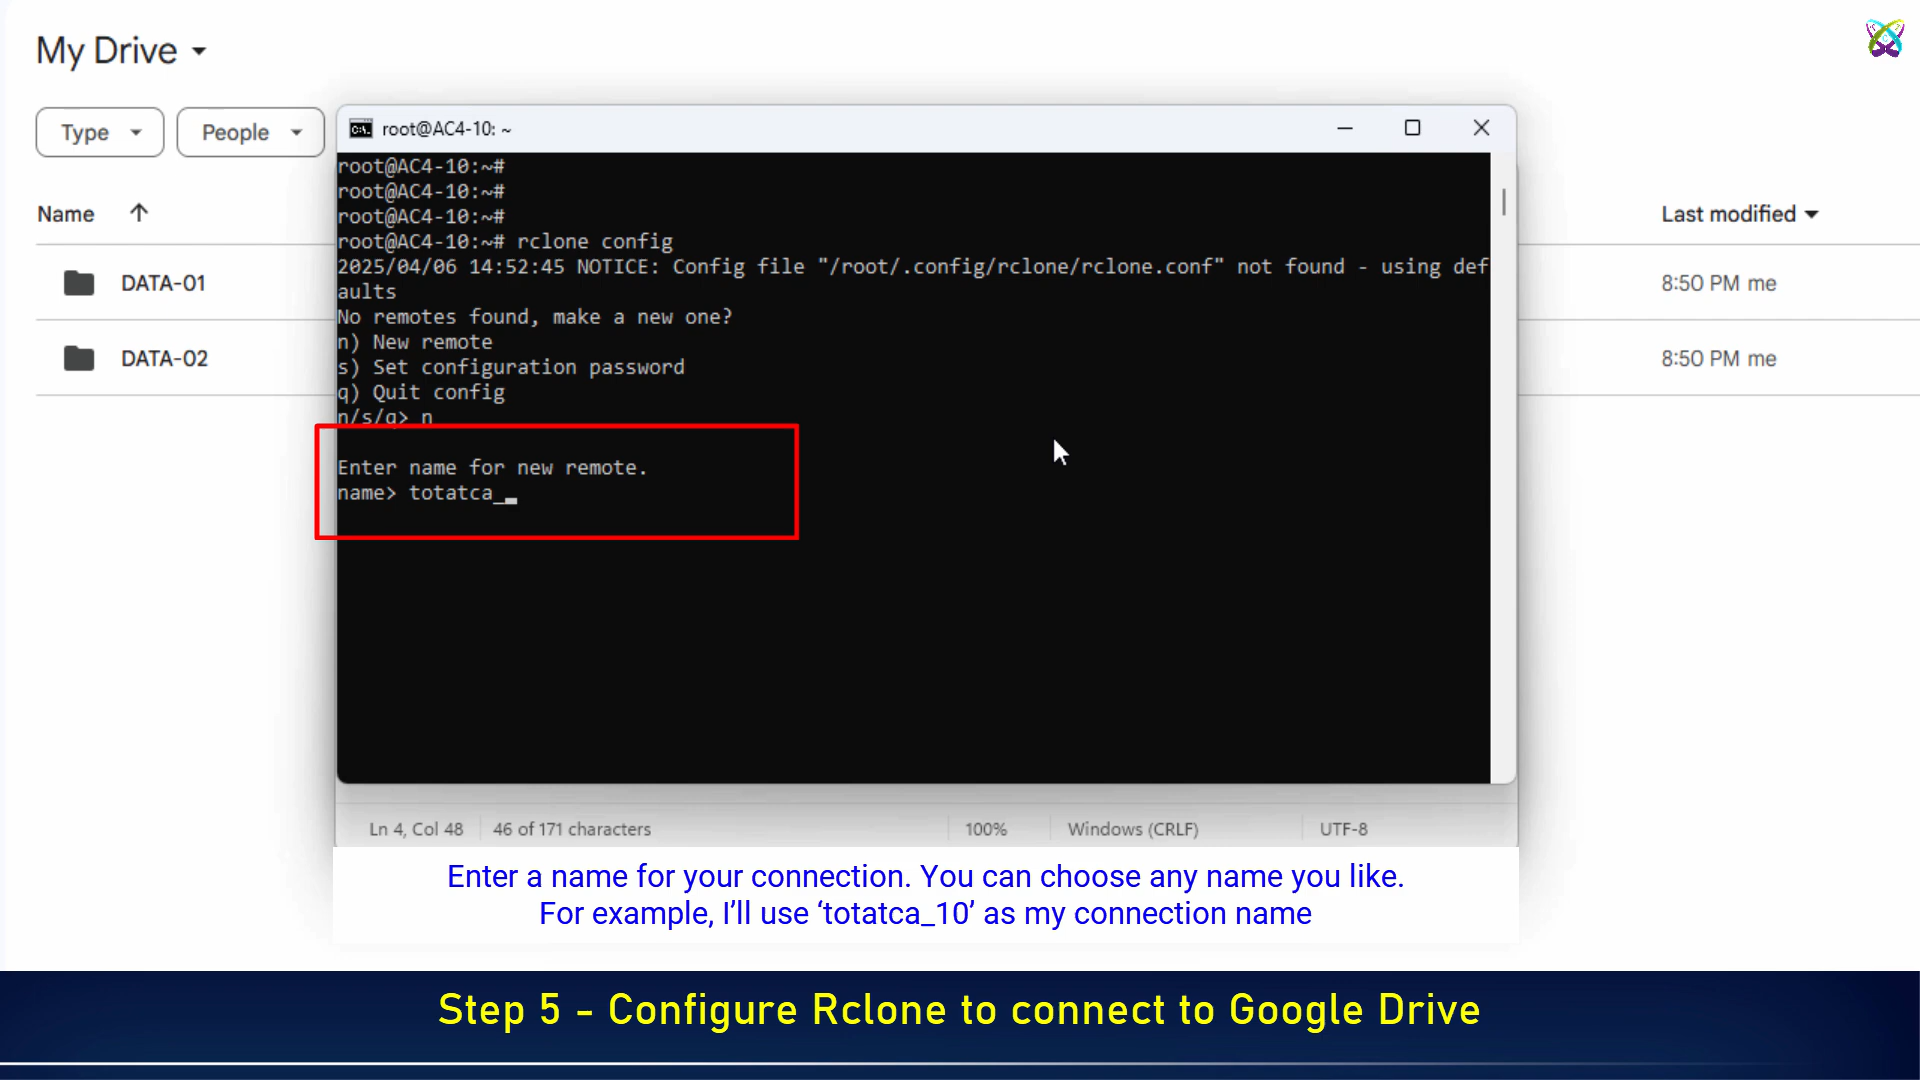 My Drive
Type
People
Name
Last modified
DATA-01
8:50 PM me
DATA-02
8:50 PM me
root@AC4-10: ~
root@AC4-10:~#
root@AC4-10:~#
root@AC4-10:~#
root@AC4-10:~# rclone config
2025/04/06 14:52:45 NOTICE: Config file "/root/.config/rclone/rclone.conf" not found - using def
aults
No remotes found, make a new one?
n) New remote
s) Set configuration password
q) Quit config
n/s/q> n
Enter name for new remote.
name> totatca_
Ln 4, Col 48
46 of 171 characters
100%
Windows (CRLF)
UTF-8
Enter a name for your connection. You can choose any name you like.
For example, I’ll use ‘totatca_10’ as my connection name
Step 5 - Configure Rclone to connect to Google Drive